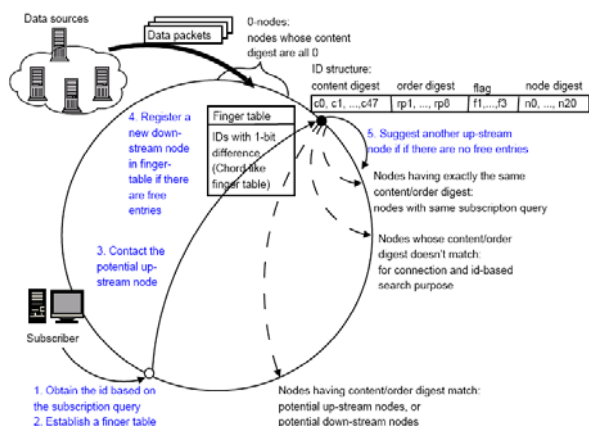 Data sources
Data packets
0-nodes:
nodes whose content
digest are all 0
ID structure:
content digest order digest flag node digest
c0, c1, ...,c47 rp1, ..., rp8 f1,...,f3 n0, ..., n20
4. Register a
new down-
stream node
in finger-
table if there
are free
entries
Finger table
IDs with 1-bit
difference
(Chord like
finger table)
5. Suggest another up-stream
node if if there are no free entries
Nodes having exactly the same
content/order digest:
nodes with same subscription query
3. Contact the
potential up-
stream node
Nodes whose content/order
digest doesn't match:
for connection and id-based
search purpose
Subscriber
1. Obtain the id based
on the subscription query
2. Establish a finger table
Nodes having content/order digest match:
potential up-stream nodes, or
potential down-stream nodes